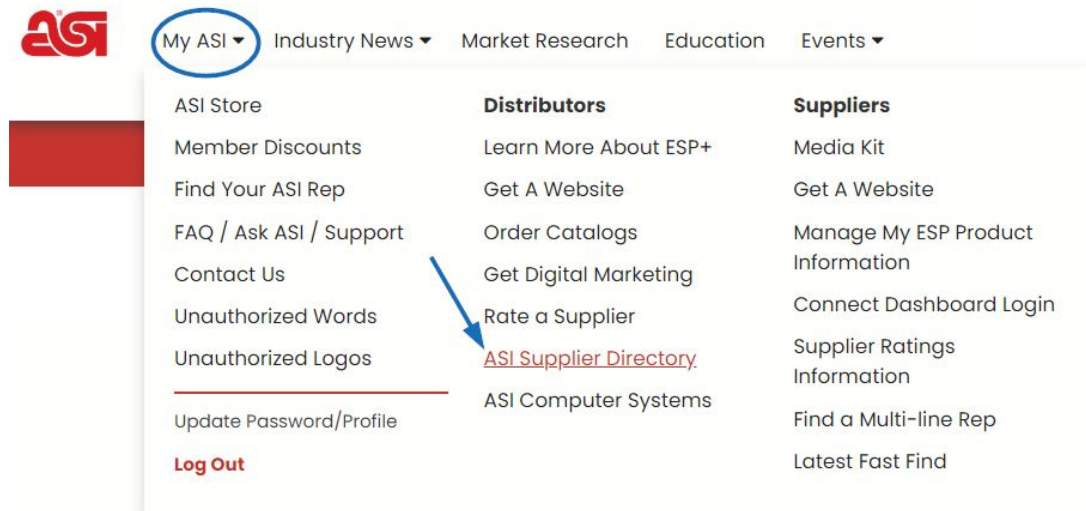 ASI
My ASI
Industry News
Market Research
Education
Events
ASI Store
Member Discounts
Find Your ASI Rep
FAQ / Ask ASI / Support
Contact Us
Unauthorized Words
Unauthorized Logos
Update Password/Profile
Log Out
Distributors
Learn More About ESP+
Get A Website
Order Catalogs
Get Digital Marketing
Rate a Supplier
ASI Supplier Directory
ASI Computer Systems
Suppliers
Media Kit
Get A Website
Manage My ESP Product
Information
Connect Dashboard Login
Supplier Ratings
Information
Find a Multi-line Rep
Latest Fast Find